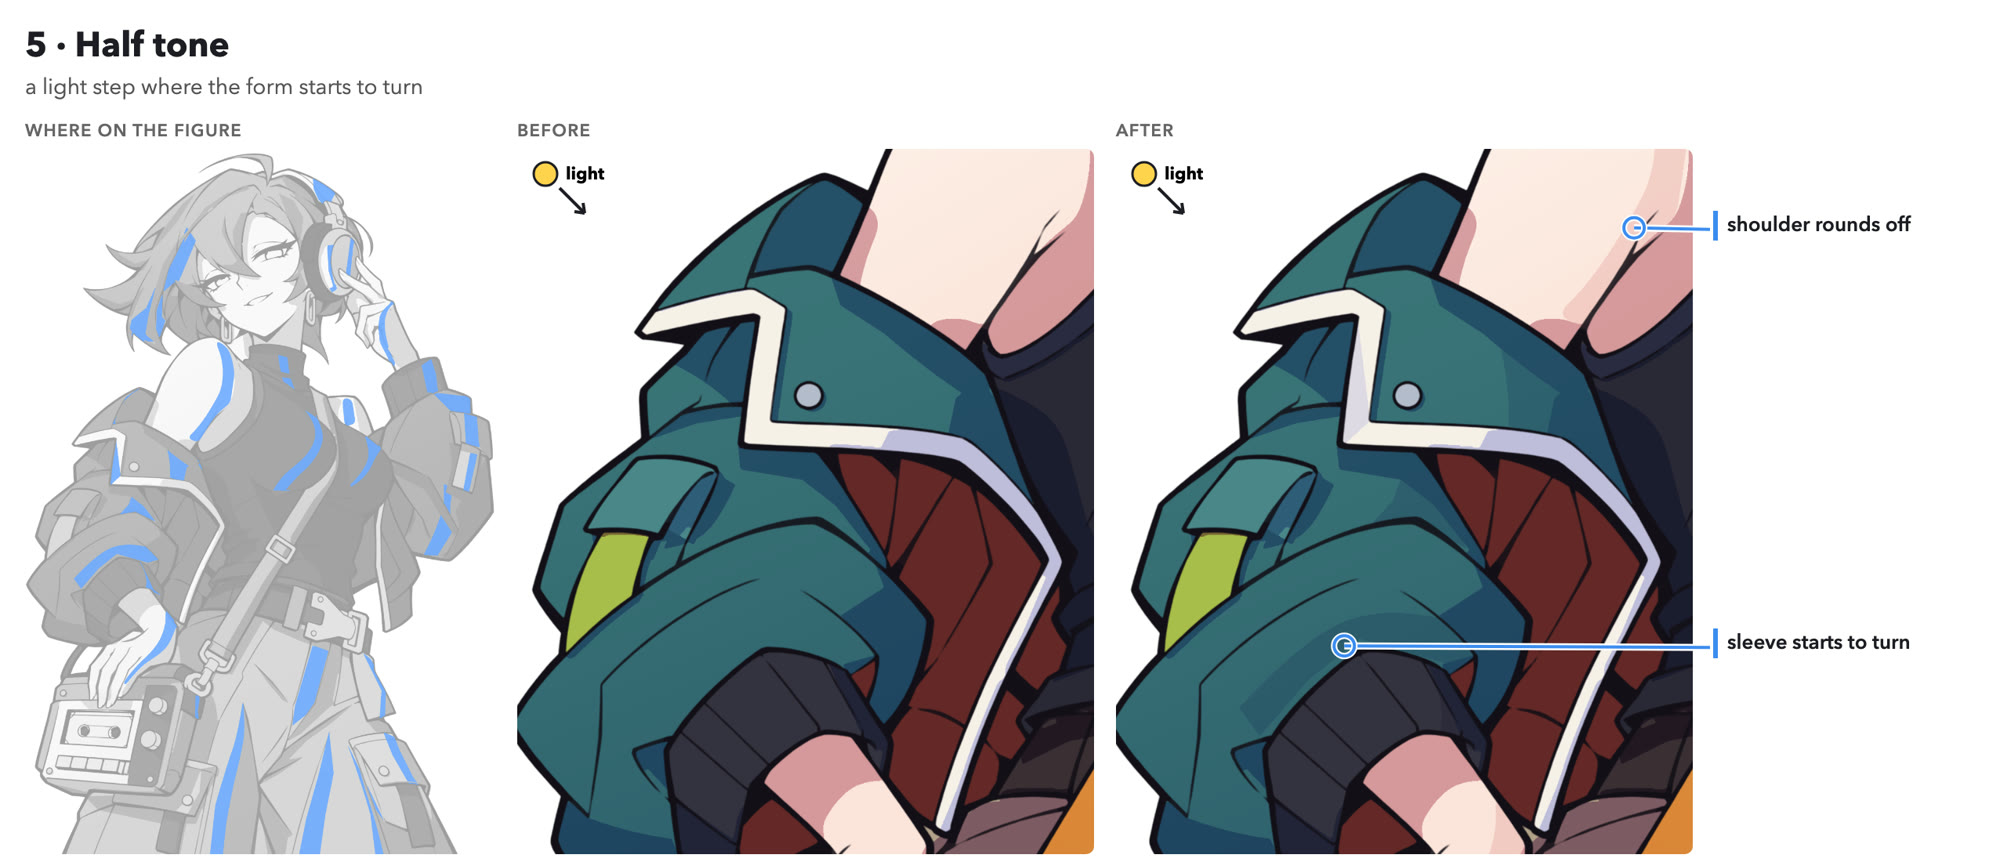 5 · Half tone
a light step where the form starts to turn
WHERE ON THE FIGURE
BEFORE
AFTER
light
light
shoulder rounds off
sleeve starts to turn